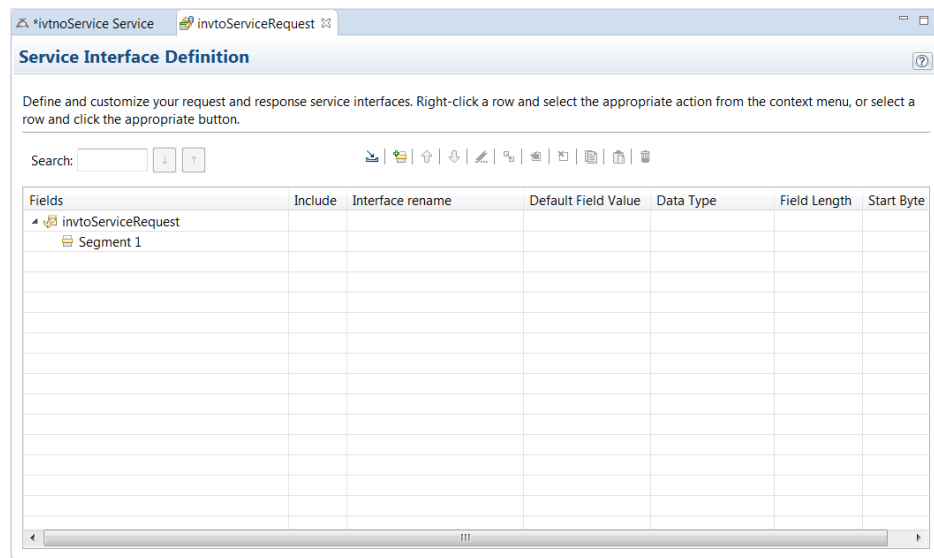 *ivtnoService Service
invtoServiceRequest
Service Interface Definition
Define and customize your request and response service interfaces. Right-click a row and select the appropriate action from the context menu, or select a
row and click the appropriate button.
Search:
Fields Include Interface rename Default Field Value Data Type Field Length Start Byte
invtoServiceRequest
Segment 1